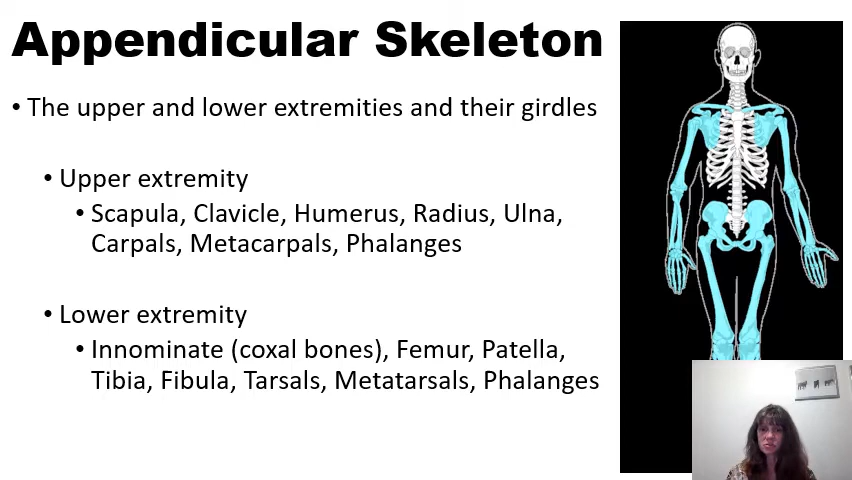 Appendicular Skeleton
• The upper and lower extremities and their girdles
• Upper extremity
• Scapula, Clavicle, Humerus, Radius, Ulna,
Carpals, Metacarpals, Phalanges
• Lower extremity
• Innominate (coxal bones), Femur, Patella,
Tibia, Fibula, Tarsals, Metatarsals, Phalanges